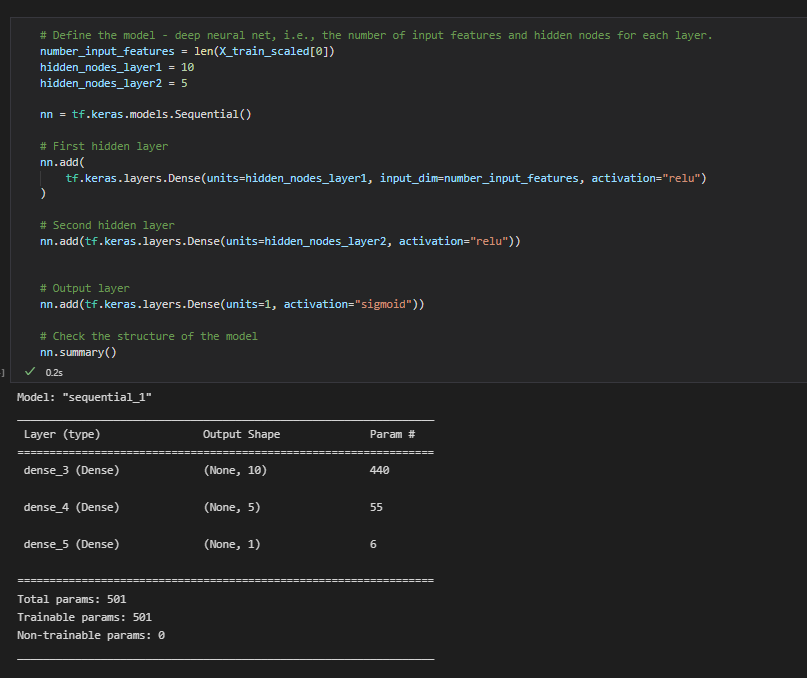 # Define the model - deep neural net, i.e., the number of input features and hidden nodes for each layer.
number_input_features = len(X_train_scaled[0])
hidden_nodes_layer1 = 10
hidden_nodes_layer2 = 5
nn = tf.keras.models.Sequential()
# First hidden layer
nn.add(
    tf.keras.layers.Dense(units=hidden_nodes_layer1, input_dim=number_input_features, activation="relu")
)
# Second hidden layer
nn.add(tf.keras.layers.Dense(units=hidden_nodes_layer2, activation="relu"))
# Output layer
nn.add(tf.keras.layers.Dense(units=1, activation="sigmoid"))
# Check the structure of the model
nn.summary()
] ✓ 0.2s
Model: "sequential_1"
Layer (type) Output Shape Param #
=================================================================
dense_3 (Dense) (None, 10) 440
dense_4 (Dense) (None, 5) 55
dense_5 (Dense) (None, 1) 6
=================================================================
Total params: 501
Trainable params: 501
Non-trainable params: 0